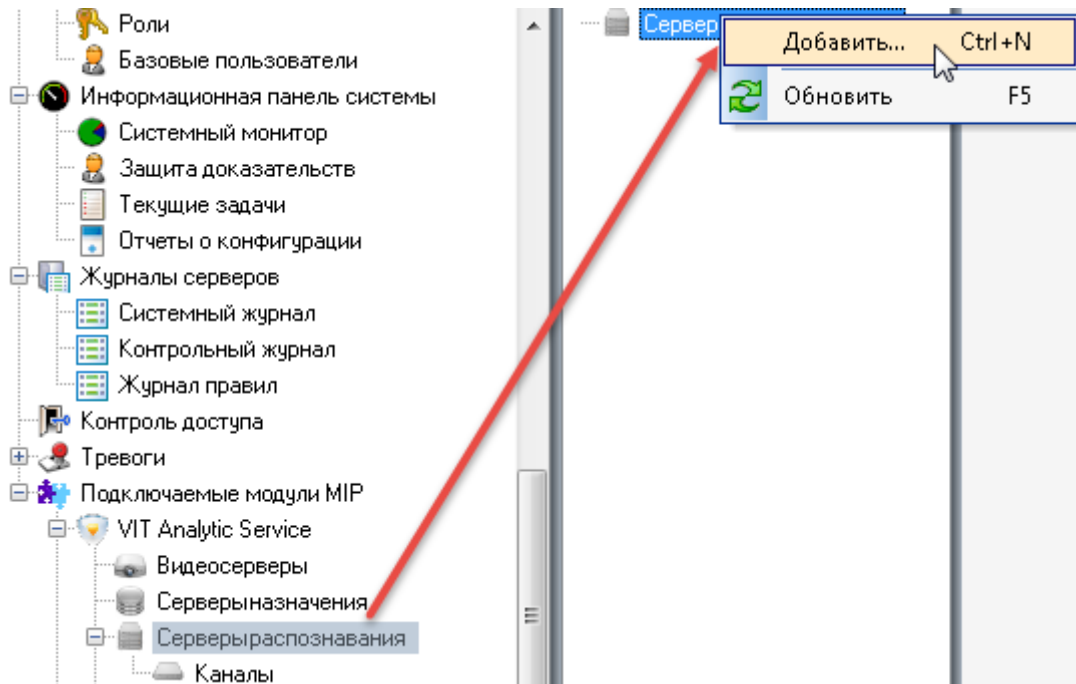 Роли
Базовые пользователи
Информационная панель системы
Системный монитор
Защита доказательств
Текущие задачи
Отчеты о конфигурации
Журналы серверов
Системный журнал
Контрольный журнал
Журнал правил
Контроль доступа
Тревоги
Подключаемые модули MIP
VIT Analytic Service
Видеосерверы
Серверыназначения
Серверыраспознавания
Каналы
Сервер
Добавить... Ctrl+N
Обновить F5